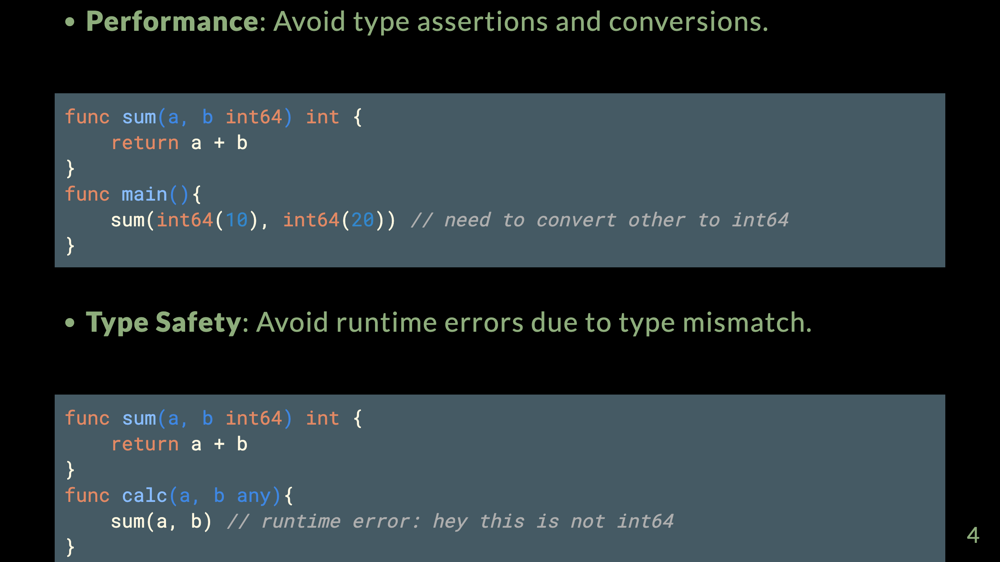 • Performance: Avoid type assertions and conversions.
func sum(a, b int64) int {
    return a + b
}
func main(){
    sum(int64(10), int64(20)) // need to convert other to int64
}
• Type Safety: Avoid runtime errors due to type mismatch.
func sum(a, b int64) int {
    return a + b
}
func calc(a, b any){
    sum(a, b) // runtime error: hey this is not int64
}
4